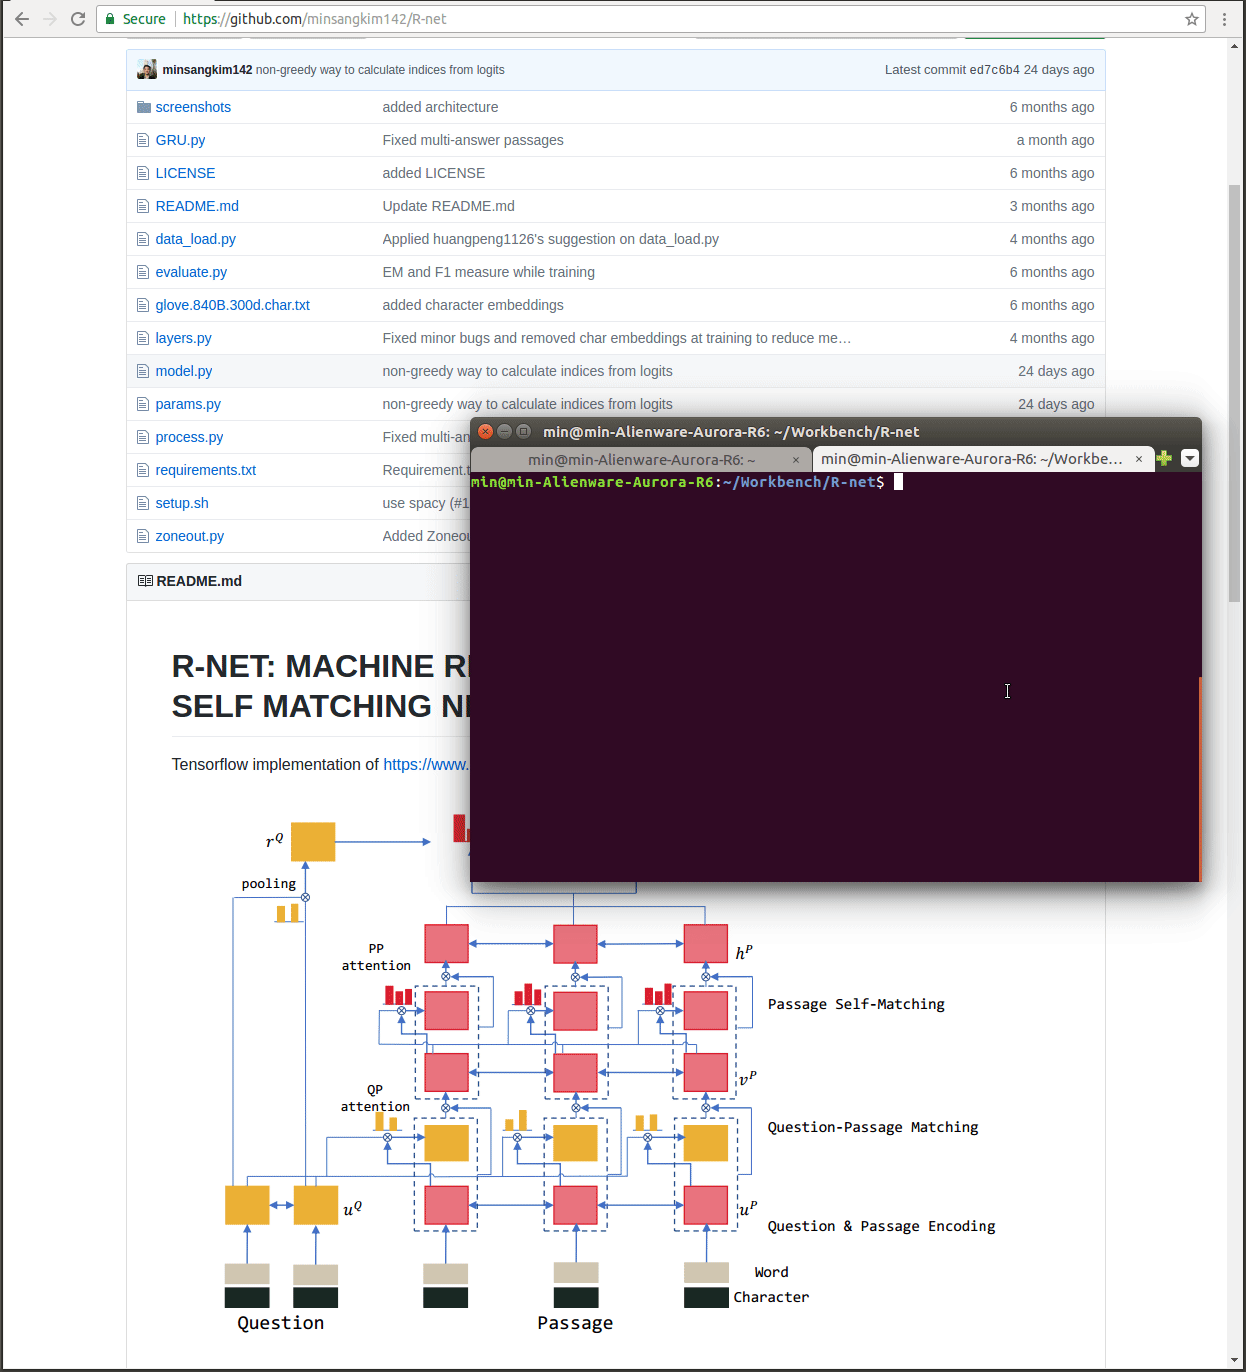 Secure https://github.com/minsangkim142/R-net
minsangkim142 non-greedy way to calculate indices from logits Latest commit ed7c6b4 24 days ago
screenshots added architecture 6 months ago
GRU.py Fixed multi-answer passages a month ago
LICENSE added LICENSE 6 months ago
README.md Update README.md 3 months ago
data_load.py Applied huangpeng1126's suggestion on data_load.py 4 months ago
evaluate.py EM and F1 measure while training 6 months ago
glove.840B.300d.char.txt added character embeddings 6 months ago
layers.py Fixed minor bugs and removed char embeddings at training to reduce me… 4 months ago
model.py non-greedy way to calculate indices from logits 24 days ago
params.py non-greedy way to calculate indices from logits 24 days ago
process.py Fixed multi-an
requirements.txt Requirement.t
setup.sh use spacy (#1
zoneout.py Added Zoneou
min@min-Alienware-Aurora-R6: ~/Workbench/R-net
min@min-Alienware-Aurora-R6: ~ × min@min-Alienware-Aurora-R6: ~/Workbe... ×
min@min-Alienware-Aurora-R6:~/Workbench/R-net$
README.md
R-NET: MACHINE RE
SELF MATCHING NE
Tensorflow implementation of https://www.
r^Q
pooling
PP
attention
h^P
Passage Self-Matching
v^P
QP
attention
Question-Passage Matching
u^Q
u^P
Question & Passage Encoding
Word
Character
Question
Passage